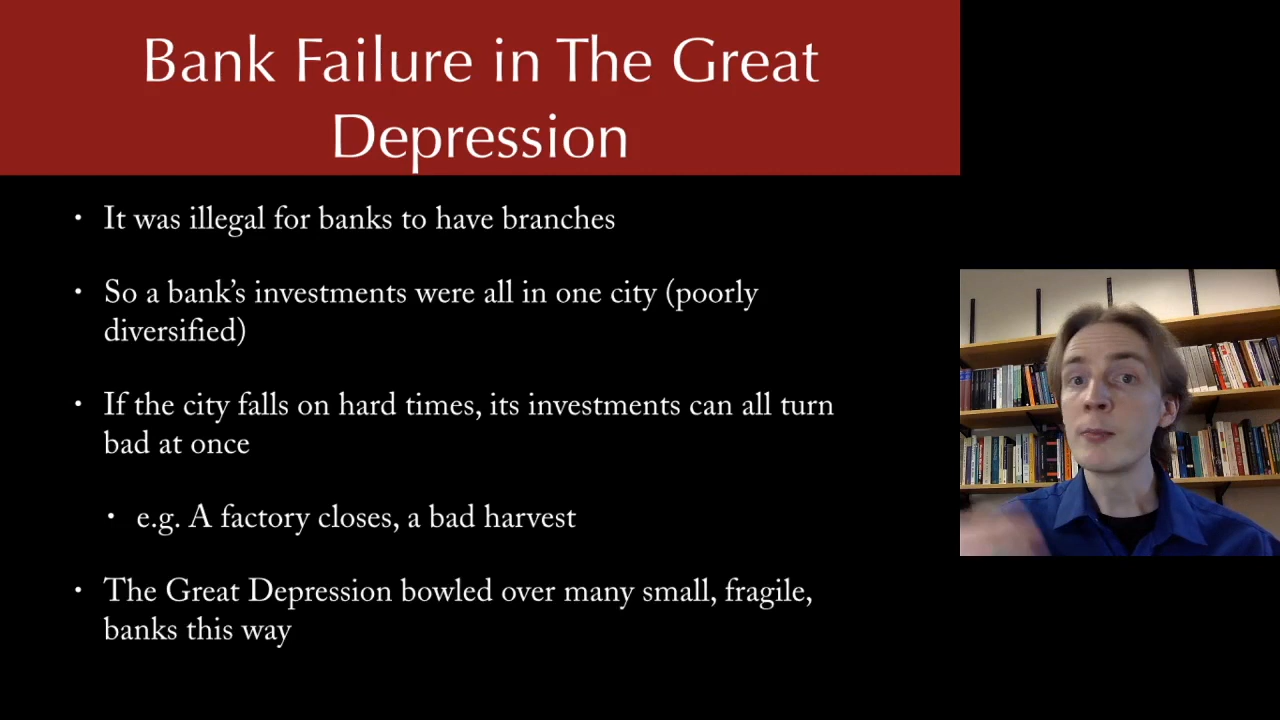 Bank Failure in The Great
Depression
• It was illegal for banks to have branches
• So a bank’s investments were all in one city (poorly
diversified)
• If the city falls on hard times, its investments can all turn
bad at once
• e.g. A factory closes, a bad harvest
• The Great Depression bowled over many small, fragile,
banks this way